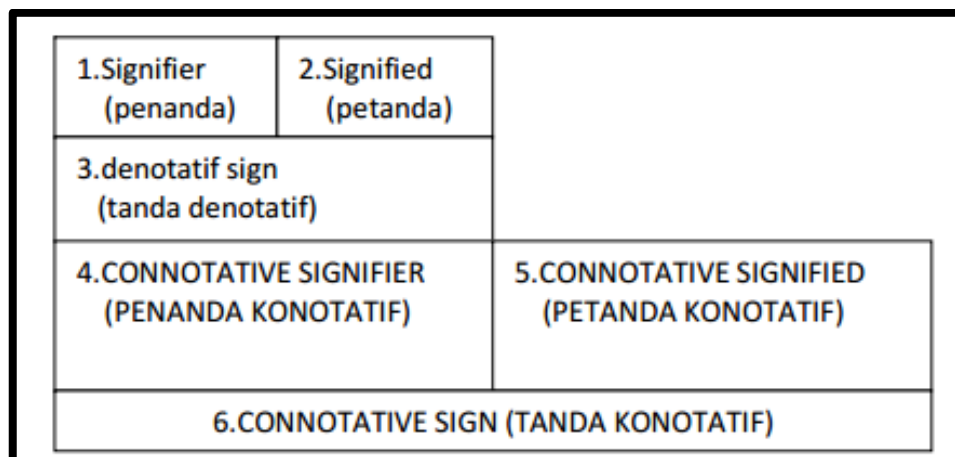 1.Signifier
(penanda)
2.Signified
(petanda)
3.denotatif sign
(tanda denotatif)
4.CONNOTATIVE SIGNIFIER
(PENANDA KONOTATIF)
5.CONNOTATIVE SIGNIFIED
(PETANDA KONOTATIF)
6.CONNOTATIVE SIGN (TANDA KONOTATIF)